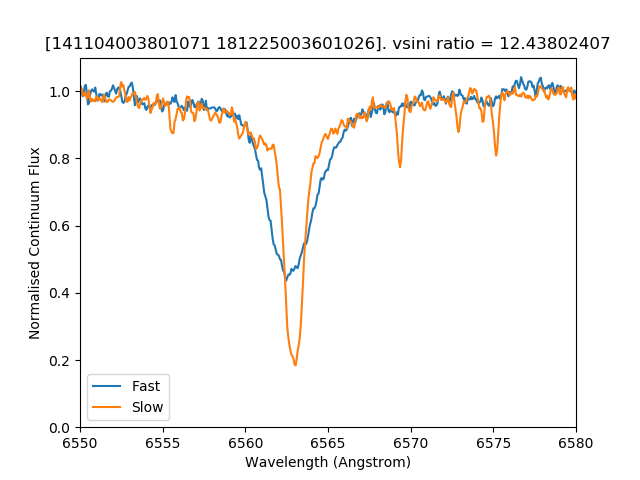 [141104003801071 181225003601026]. vsini ratio = 12.43802407
Normalised Continuum Flux
1.0
0.8
0.6
0.4
0.2
0.0
Fast
Slow
6550 6555 6560 6565 6570 6575 6580
Wavelength (Angstrom)